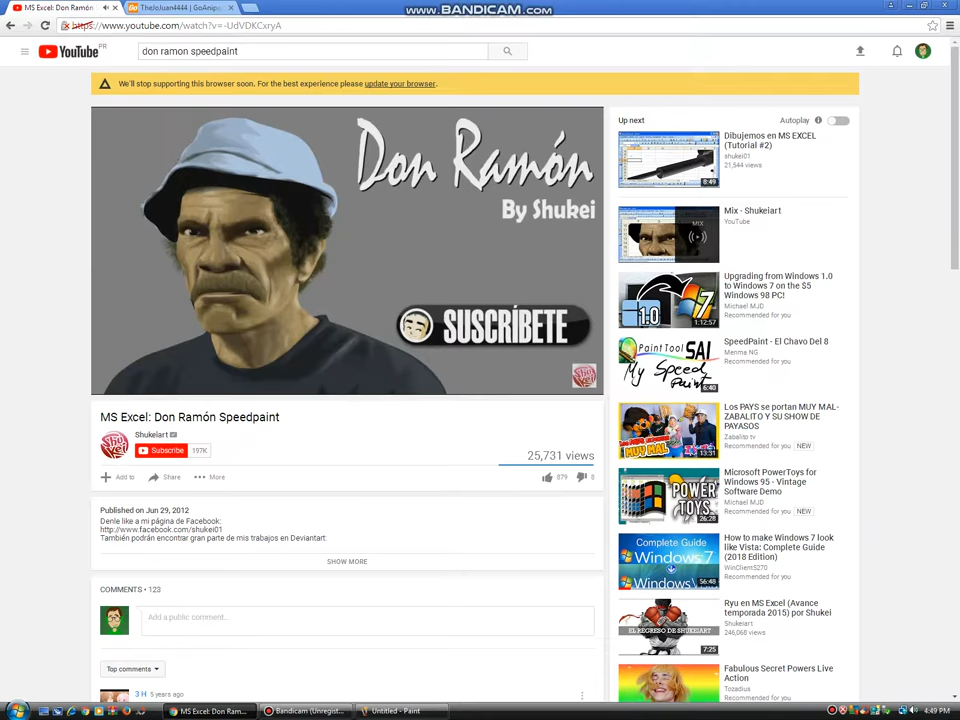 MS Excel: Don Ramón Speedp
TheJoJuan4444 | GoAnip
www.BANDICAM.com
https://www.youtube.com/watch?v=-UdVDKCxryA
YouTube PR
don ramon speedpaint
We'll stop supporting this browser soon. For the best experience please update your browser.
Don Ramón
By Shukei
SUSCRÍBETE
MS Excel: Don Ramón Speedpaint
Shukeiart
Subscribe 197K
25,731 views
Add to Share More
879 8
Published on Jun 29, 2012
Denle like a mi página de Facebook:
http://www.facebook.com/shukei01
También podrán encontrar gran parte de mis trabajos en Deviantart:
SHOW MORE
COMMENTS • 123
Add a public comment...
Top comments
3 H 5 years ago
Up next Autoplay
Dibujemos en MS EXCEL
(Tutorial #2)
shukei01
21,544 views
8:49
Mix - Shukeiart
YouTube
MIX
Upgrading from Windows 1.0
to Windows 7 on the $5
Windows 98 PC!
Michael MJD
Recommended for you
1.0 7
1:12:57
SpeedPaint - El Chavo Del 8
Menma NG
Recommended for you
PaintTool SAI
My Speed
Paint
6:40
Los PAYS se portan MUY MAL-
ZABALITO Y SU SHOW DE
PAYASOS
Zabalito tv
Recommended for you NEW
MUY MAL
13:31
Microsoft PowerToys for
Windows 95 - Vintage
Software Demo
Michael MJD
Recommended for you NEW
POWER
TOYS
26:28
How to make Windows 7 look
like Vista: Complete Guide
(2018 Edition)
WinClient5270
Recommended for you
Complete Guide
Windows 7
Windows
56:48
Ryu en MS Excel (Avance
temporada 2015) por Shukei
Shukeiart
246,068 views
EL REGRESO DE SHUKEIART
7:25
Fabulous Secret Powers Live
Action
Tozadius
Recommended for you
MS Excel: Don Ram...
Bandicam (Unregist...
Untitled - Paint
4:49 PM